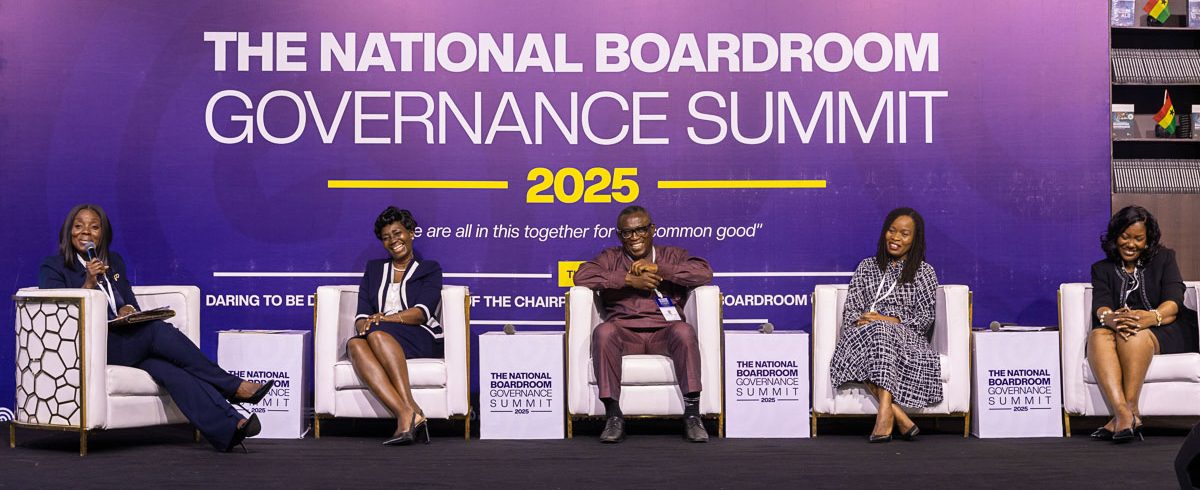 THE NATIONAL BOARDROOM
GOVERNANCE SUMMIT
2025
e are all in this together for common good"
DARING TO BE D OF THE CHAIRP BOARDROOM
THE NATIONAL
BOARDROOM
GOVERNANCE
SUMMIT
2025
THE NATIONAL
BOARDROOM
GOVERNANCE
SUMMIT
2025
THE NATIONAL
BOARDROOM
GOVERNANCE
SUMMIT
2025
THE NATIONAL
BOARDROOM
GOVERNANCE
SUMMIT
2025